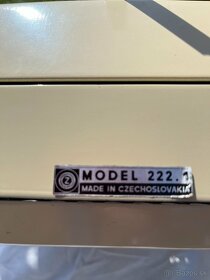 MODEL 222.1
MADE IN CZECHOSLOVAKIA